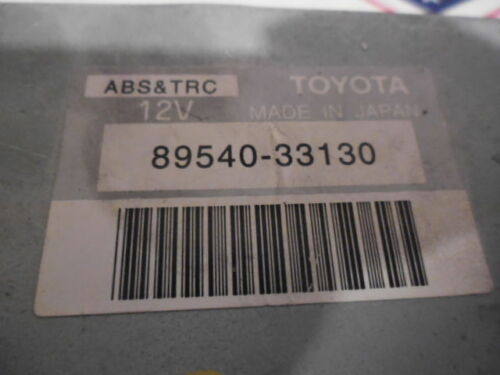 ABS&TRC TOYOTA
12V MADE IN JAPAN
89540-33130